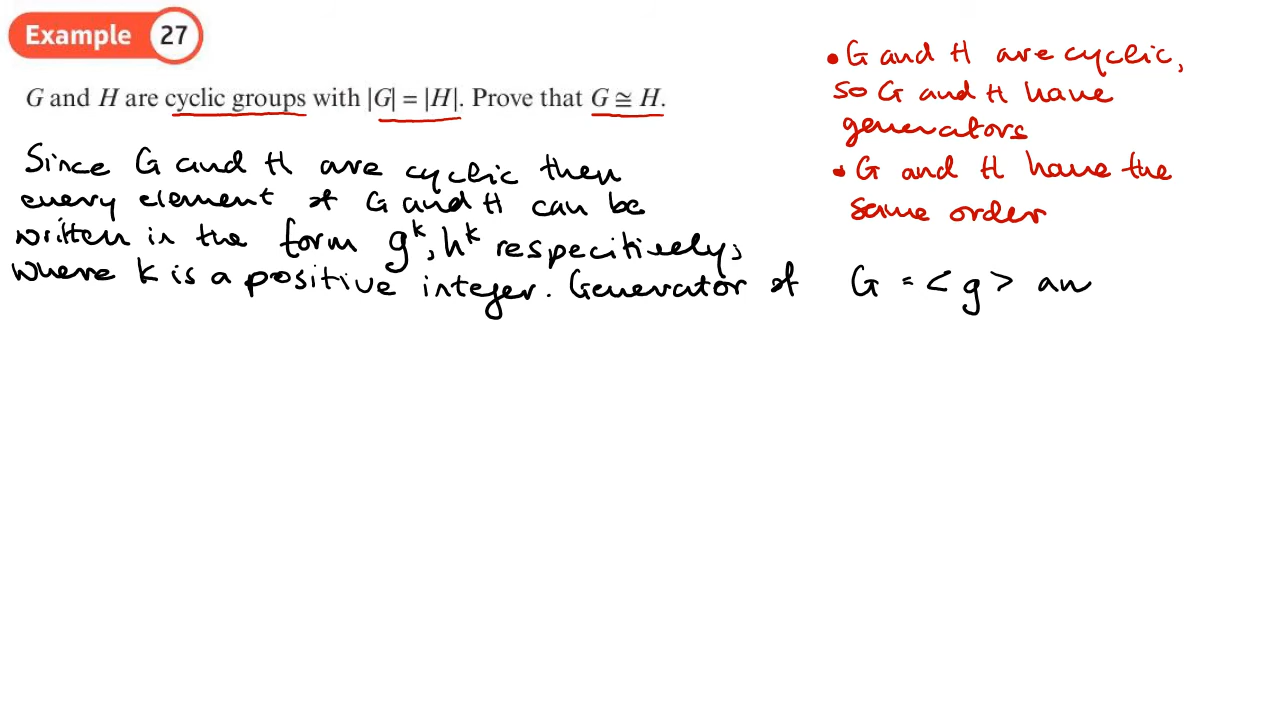 Example 27
G and H are cyclic groups with |G| = |H|. Prove that G ≅ H.
• G and H are cyclic,
so G and H have
generators
• G and H have the
same order
Since G and H are cyclic then
every element of G and H can be
written in the form gᵏ, hᵏ respecitively,
where k is a positive integer. Generator of G = < g > an